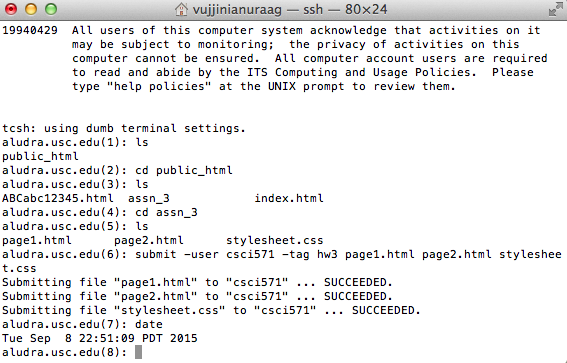 vujjinianuraag — ssh — 80×24
19940429  All users of this computer system acknowledge that activities on it
          may be subject to monitoring;  the privacy of activities on this
          computer cannot be ensured.  All computer account users are required
          to read and abide by the ITS Computing and Usage Policies.  Please
          type "help policies" at the UNIX prompt to review them.
tcsh: using dumb terminal settings.
aludra.usc.edu(1): ls
public_html
aludra.usc.edu(2): cd public_html
aludra.usc.edu(3): ls
ABCabc12345.html  assn_3            index.html
aludra.usc.edu(4): cd assn_3
aludra.usc.edu(5): ls
page1.html      page2.html      stylesheet.css
aludra.usc.edu(6): submit -user csci571 -tag hw3 page1.html page2.html styleshee
t.css
Submitting file "page1.html" to "csci571" ... SUCCEEDED.
Submitting file "page2.html" to "csci571" ... SUCCEEDED.
Submitting file "stylesheet.css" to "csci571" ... SUCCEEDED.
aludra.usc.edu(7): date
Tue Sep  8 22:51:09 PDT 2015
aludra.usc.edu(8):